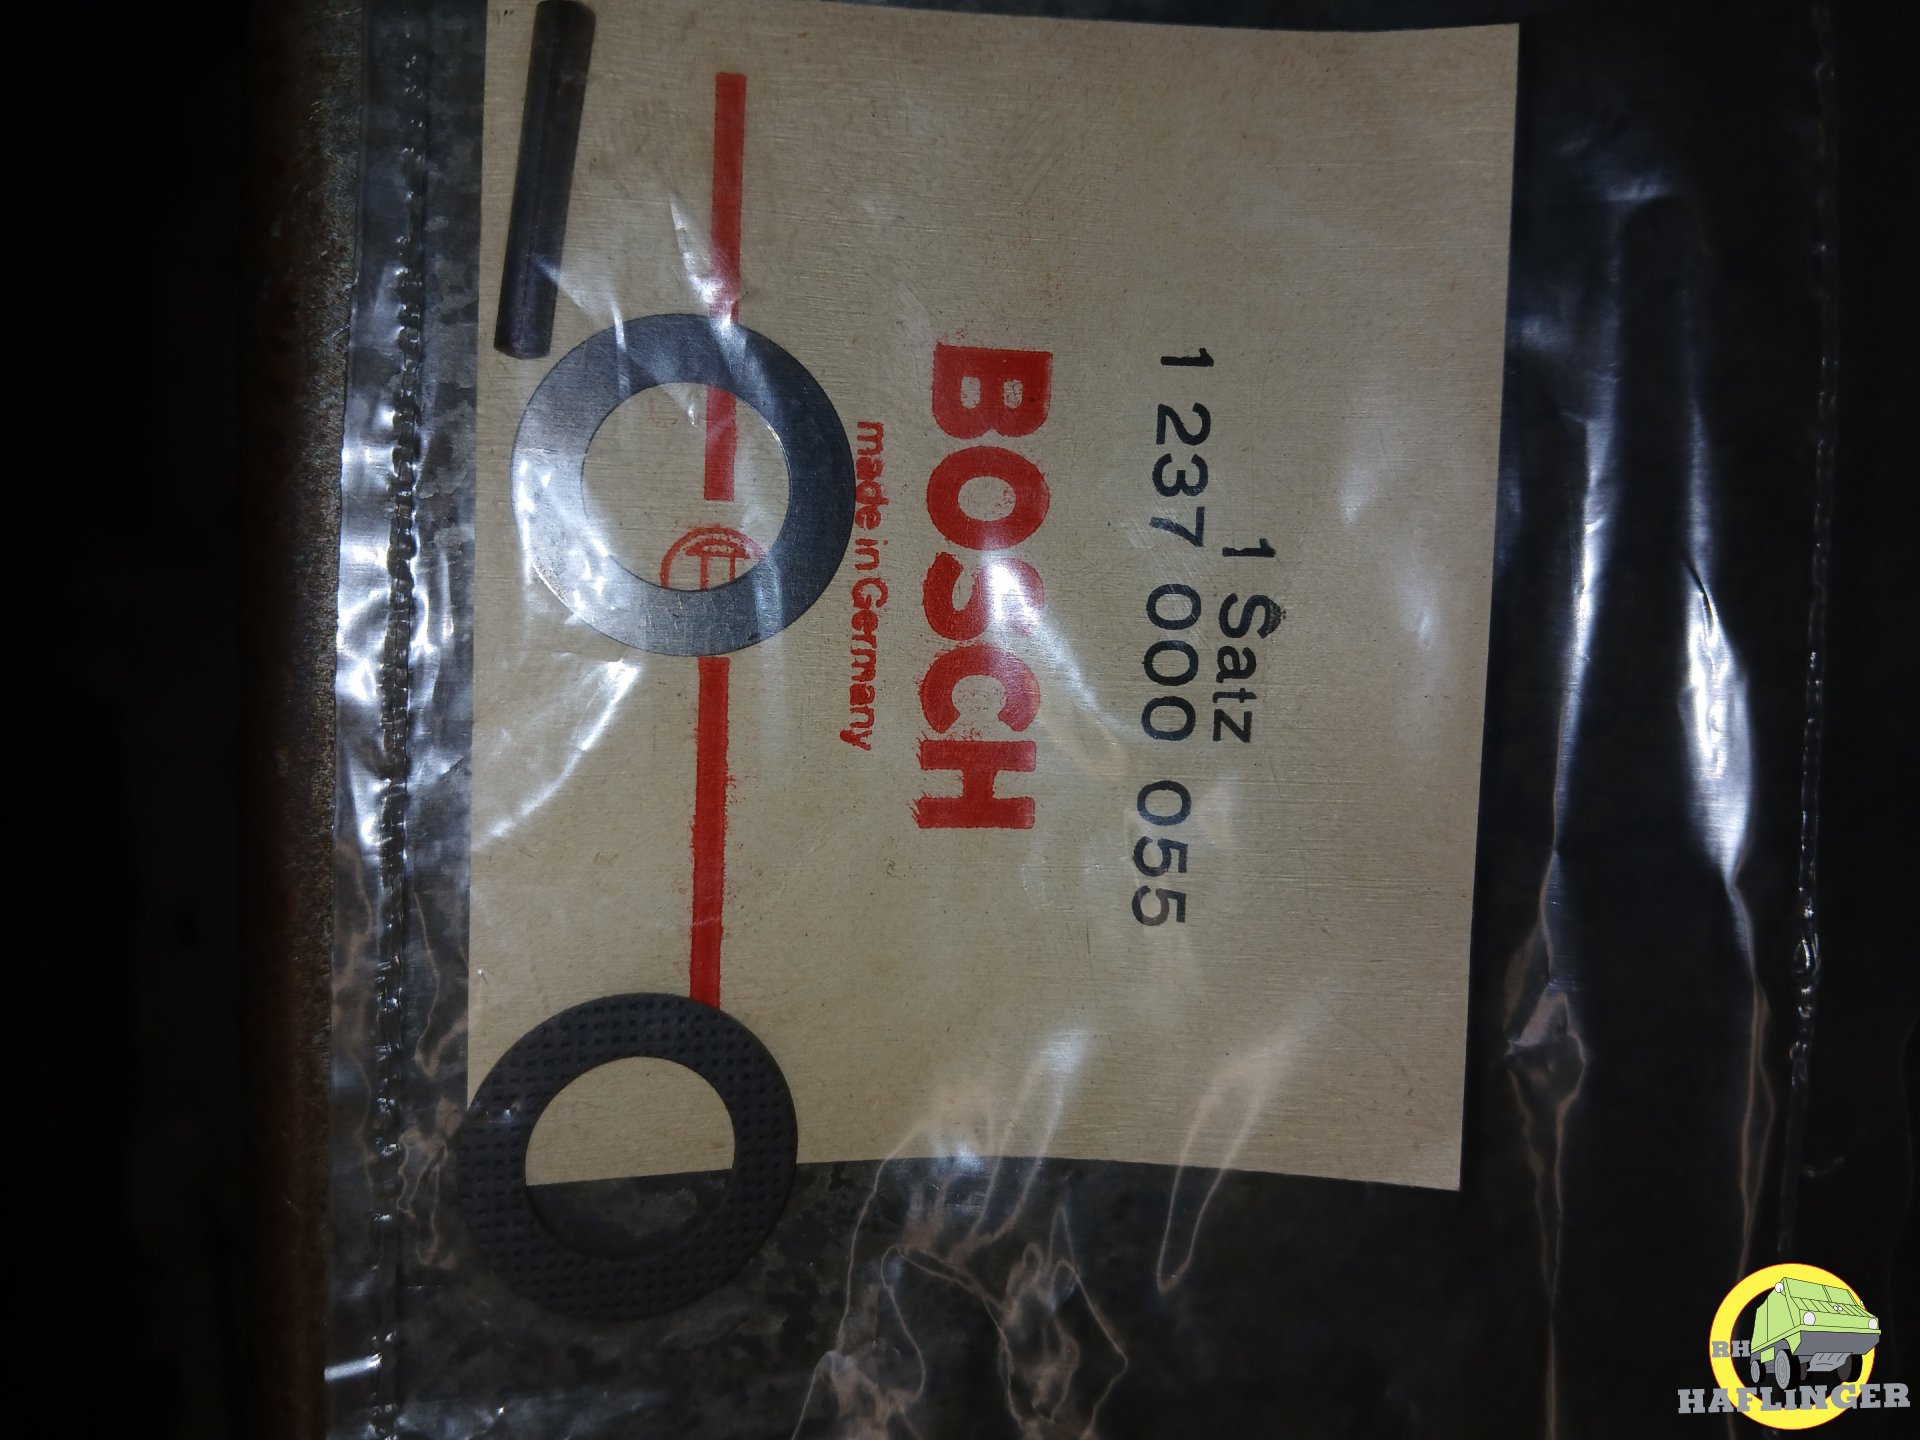 1 Satz
1 237 000 055
BOSCH
made in Germany
RH
HAFLINGER